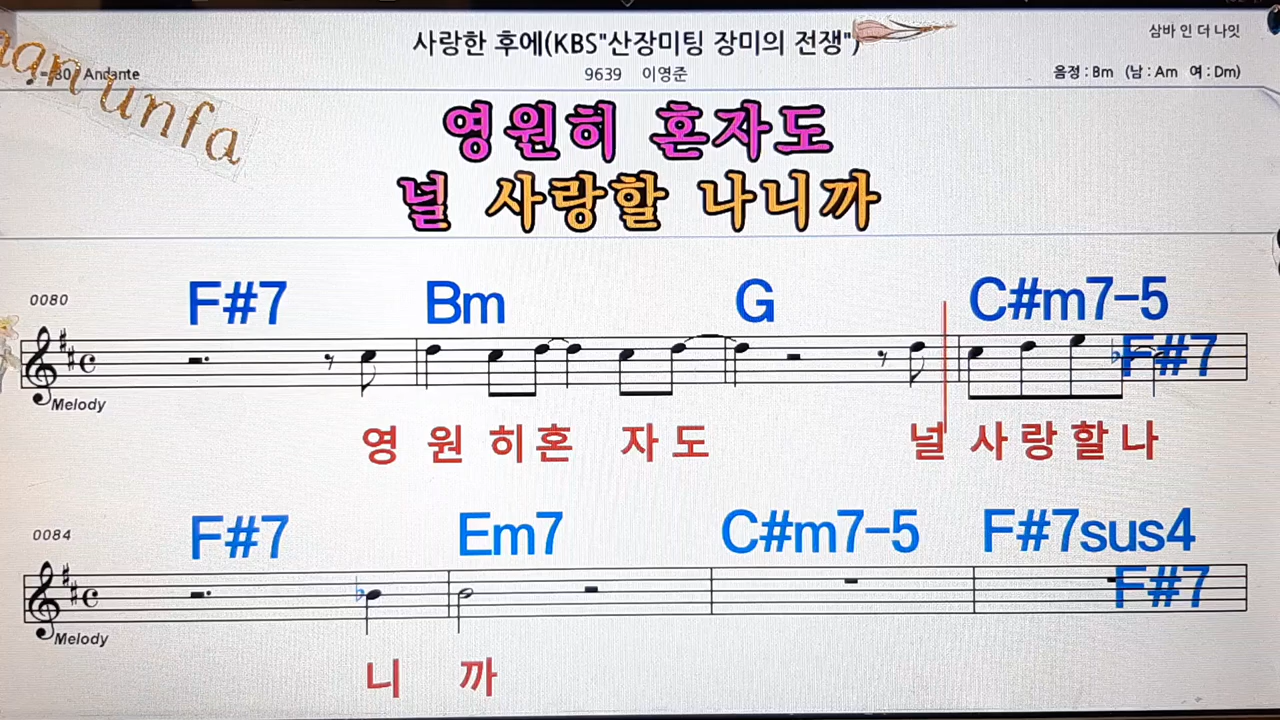 사랑한 후에(KBS"산장미팅 장미의 전쟁")
삼바 인 더 나잇
Andante
9639 이영준
음정 : Bm (남 : Am 여 : Dm)
unfa
영원히 혼자도
널 사랑할 나니까
0080
F#7 Bm G C#m7-5 F#7
Melody
영 원 히 혼 자 도 널 사 랑 할 나
0084
F#7 Em7 C#m7-5 F#7sus4 F#7
Melody
니 까